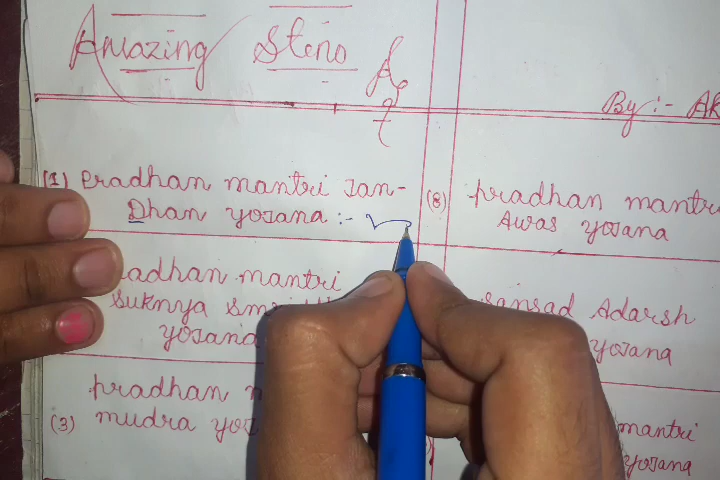 Amazing Steno
By :- AK
(1) Pradhan mantri Jan-
Dhan yojana :-
(8) pradhan mantri
Awas yojana
adhan mantri
suknya
yojana
sansad Adarsh
yojana
pradhan
(3) mudra
mantri
yojana